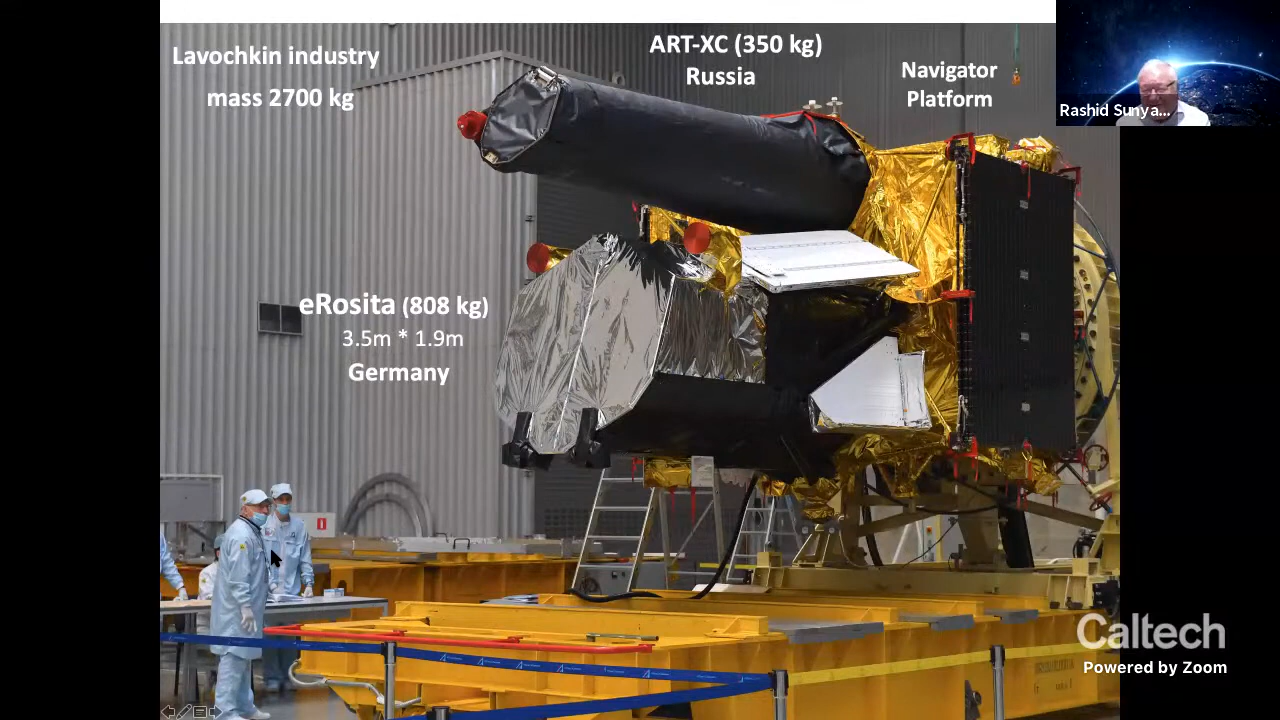 Lavochkin industry
mass 2700 kg
ART-XC (350 kg)
Russia
Navigator
Platform
Rashid Sunya...
eRosita (808 kg)
3.5m * 1.9m
Germany
Caltech
Powered by Zoom